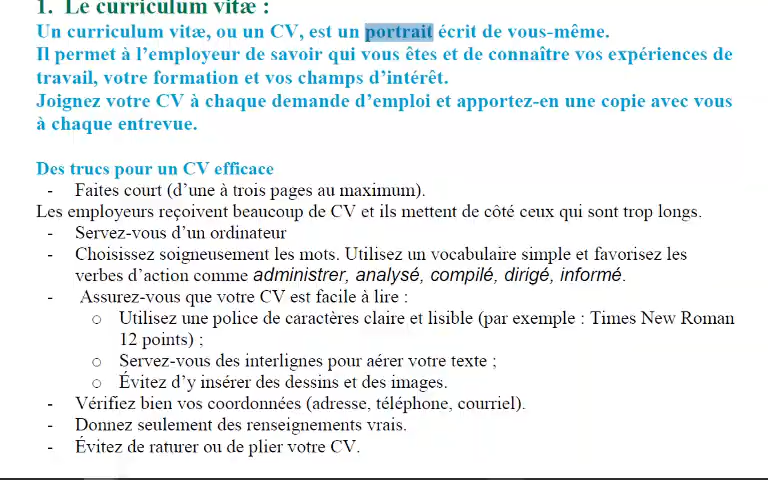 1. Le curriculum vitæ :
Un curriculum vitæ, ou un CV, est un portrait écrit de vous-même.
Il permet à l’employeur de savoir qui vous êtes et de connaître vos expériences de
travail, votre formation et vos champs d’intérêt.
Joignez votre CV à chaque demande d’emploi et apportez-en une copie avec vous
à chaque entrevue.
Des trucs pour un CV efficace
- Faites court (d’une à trois pages au maximum).
Les employeurs reçoivent beaucoup de CV et ils mettent de côté ceux qui sont trop longs.
- Servez-vous d’un ordinateur
- Choisissez soigneusement les mots. Utilisez un vocabulaire simple et favorisez les
verbes d’action comme administrer, analysé, compilé, dirigé, informé.
- Assurez-vous que votre CV est facile à lire :
o Utilisez une police de caractères claire et lisible (par exemple : Times New Roman
12 points) ;
o Servez-vous des interlignes pour aérer votre texte ;
o Évitez d’y insérer des dessins et des images.
- Vérifiez bien vos coordonnées (adresse, téléphone, courriel).
- Donnez seulement des renseignements vrais.
- Évitez de raturer ou de plier votre CV.